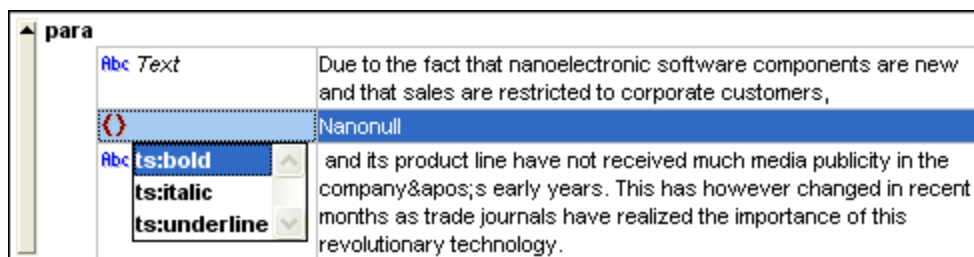 para
Abc Text
Due to the fact that nanoelectronic software components are new
and that sales are restricted to corporate customers,
{} Nanonull
Abc ts:bold
ts:italic
ts:underline
and its product line have not received much media publicity in the
company&apos;s early years. This has however changed in recent
months as trade journals have realized the importance of this
revolutionary technology.